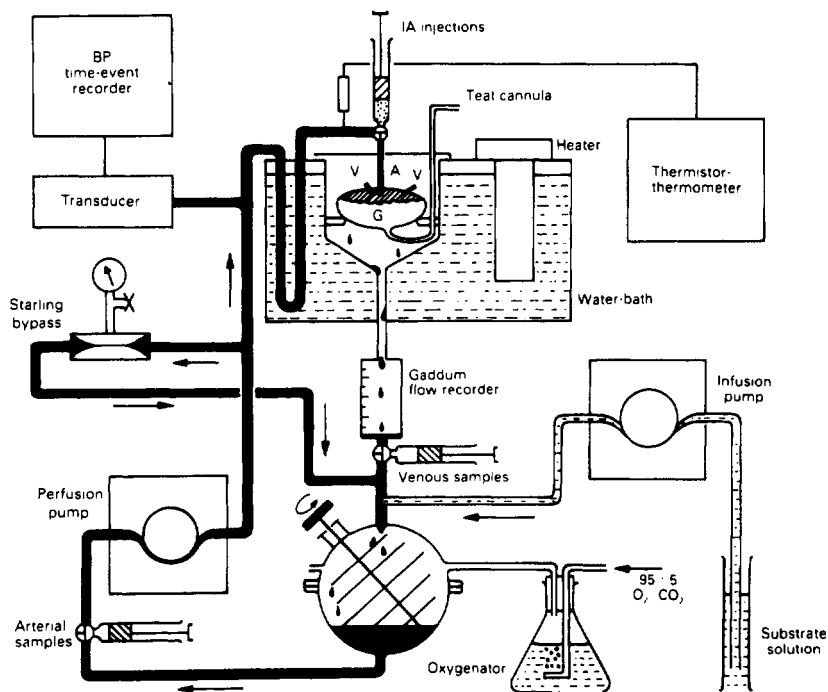 IA injections
BP
time-event
recorder
Teat cannula
Heater
Transducer
V A V
G
Thermistor-
thermometer
Starling
bypass
Water-bath
Gaddum
flow recorder
Infusion
pump
Venous samples
Perfusion
pump
95 · 5
O₂ CO₂
Arterial
samples
Oxygenator
Substrate
solution